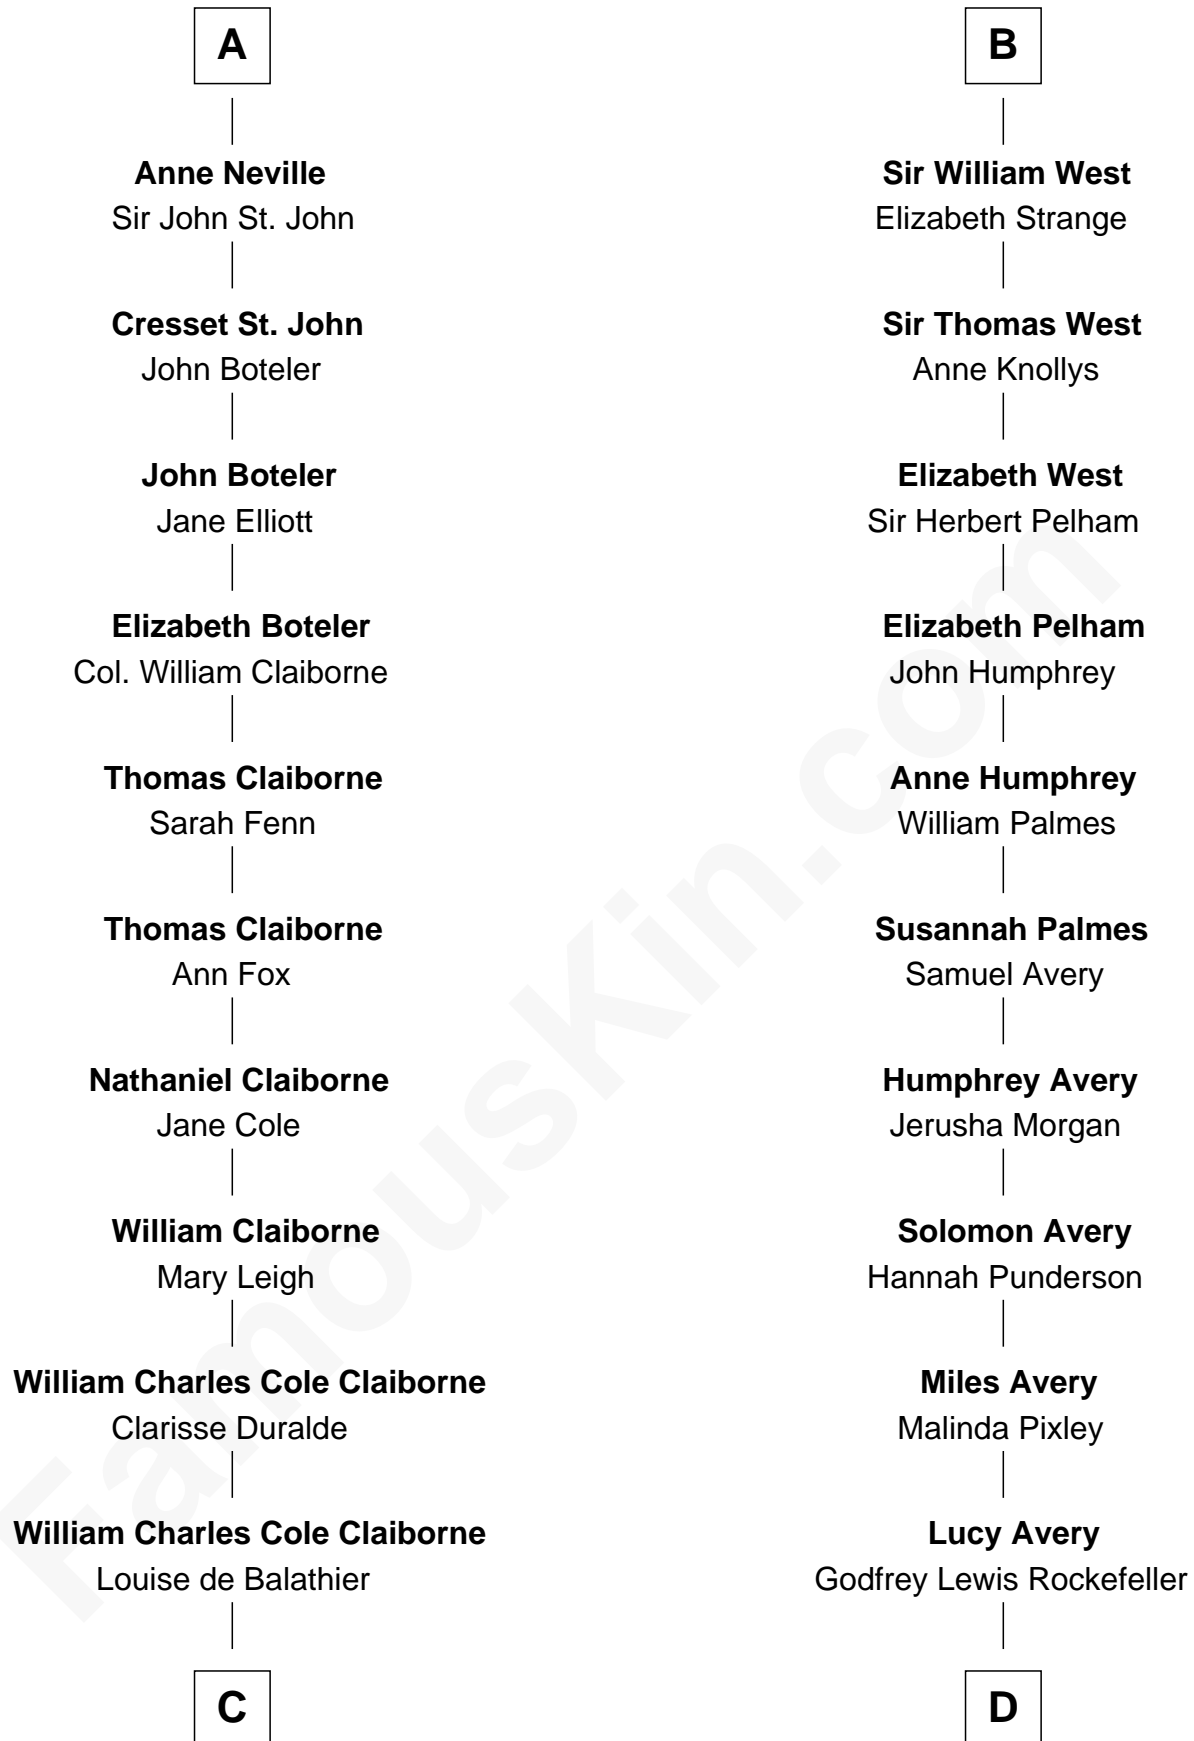 A
Anne Neville
Sir John St. John
Cresset St. John
John Boteler
John Boteler
Jane Elliott
Elizabeth Boteler
Col. William Claiborne
Thomas Claiborne
Sarah Fenn
Thomas Claiborne
Ann Fox
Nathaniel Claiborne
Jane Cole
William Claiborne
Mary Leigh
William Charles Cole Claiborne
Clarisse Duralde
William Charles Cole Claiborne
Louise de Balathier
C
B
Sir William West
Elizabeth Strange
Sir Thomas West
Anne Knollys
Elizabeth West
Sir Herbert Pelham
Elizabeth Pelham
John Humphrey
Anne Humphrey
William Palmes
Susannah Palmes
Samuel Avery
Humphrey Avery
Jerusha Morgan
Solomon Avery
Hannah Punderson
Miles Avery
Malinda Pixley
Lucy Avery
Godfrey Lewis Rockefeller
D
FamousKin.com